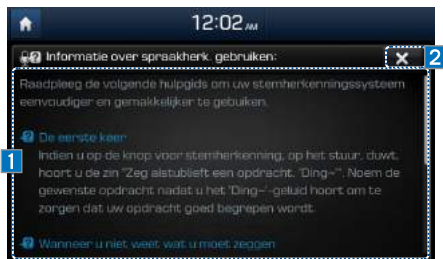 12:02 AM
Informatie over spraakherk. gebruiken:
2
Raadpleeg de volgende hulpgids om uw stemherkenningssysteem
eenvoudiger en gemakkelijker te gebuiken.
De eerste keer
1
Indien u op de knop voor stemherkenning, op het stuur, duwt,
hoort u de zin "Zeg alstublieft een opdracht. 'Ding~'". Noem de
gewenste opdracht nadat u het 'Ding~'-geluid hoort om te
zorgen dat uw opdracht goed begrepen wordt.
Wanneer u niet weet wat u moet zeggen